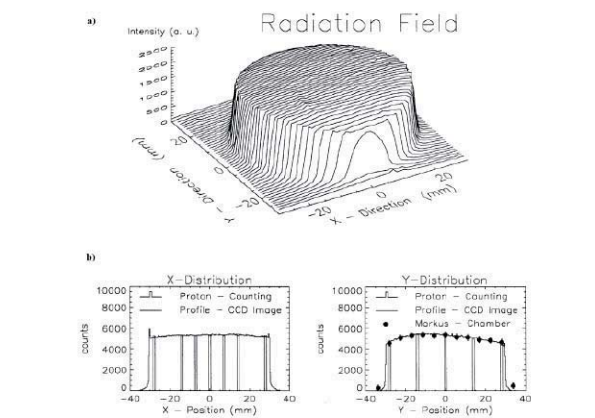 a)
Radiation Field
Intensity (a. u.)
2500
2000
1500
1000
500
0
20
0
-20
Y - Direction (mm)
-20
0
20
X - Direction (mm)
b)
X-Distribution
10000
8000
6000
4000
2000
0
counts
Proton - Counting
Profile - CCD Image
-40 -20 0 20 40
X - Position (mm)
Y-Distribution
10000
8000
6000
4000
2000
0
counts
Proton - Counting
Profile - CCD Image
Markus - Chamber
-40 -20 0 20 40
Y - Position (mm)